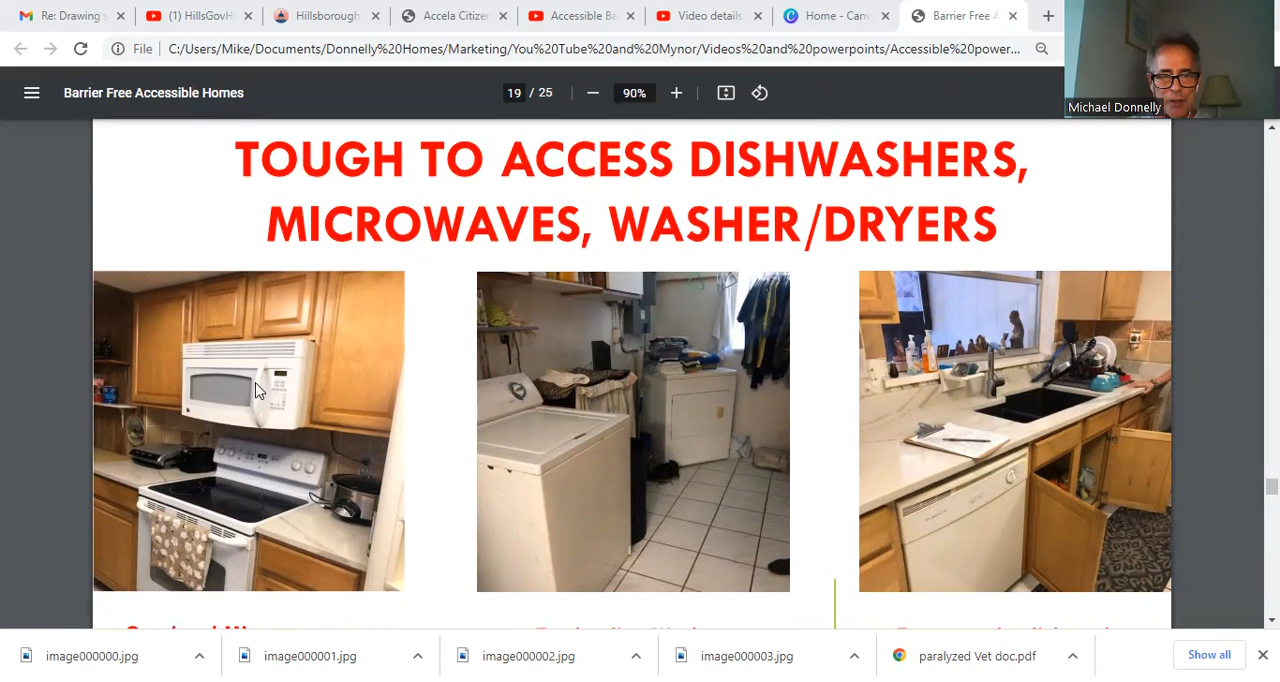 Re: Drawing
(1) HillsGovH
Hillsborough
Accela Citizen
Accessible Ba
Video details
Home - Canv
Barrier Free A
File
C:/Users/Mike/Documents/Donnelly%20Homes/Marketing/You%20Tube%20and%20Mynor/Videos%20and%20powerpoints/Accessible%20power...
Michael Donnelly
Barrier Free Accessible Homes
19 / 25
90%
TOUGH TO ACCESS DISHWASHERS,
MICROWAVES, WASHER/DRYERS
image000000.jpg
image000001.jpg
image000002.jpg
image000003.jpg
paralyzed Vet doc.pdf
Show all